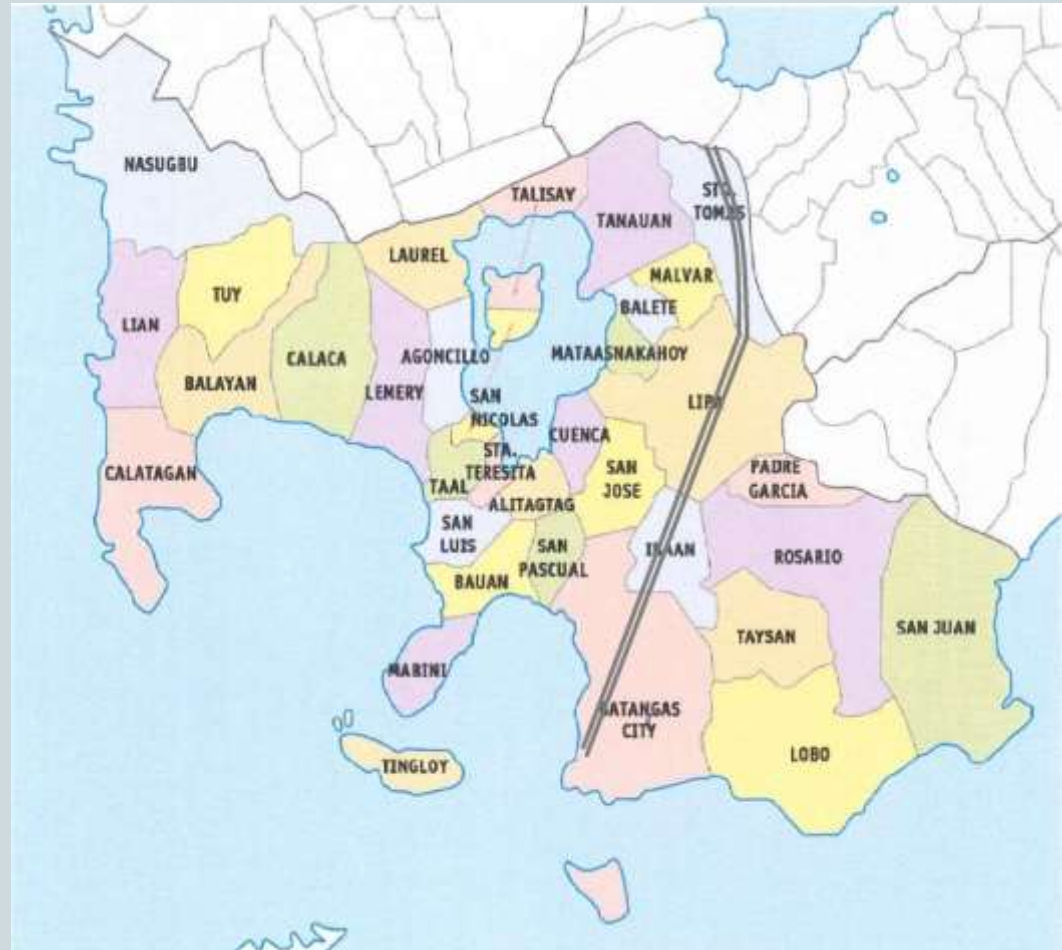 NASUGBU
TALISAY
STO.
TOMAS
TANAUAN
LAUREL
MALVAR
TUY
BALETE
LIAN
MATAASNAKAHOY
AGONCILLO
CALACA
BALAYAN
LEMERY
SAN
NICOLAS
LIPA
CUENCA
STA.
TERESITA
CALATAGAN
SAN
JOSE
PADRE
GARCIA
TAAL
ALITAGTAG
SAN
LUIS
SAN
PASCUAL
IBAAN
ROSARIO
BAUAN
SAN JUAN
TAYSAN
MABINI
BATANGAS
CITY
LOBO
TINGLOY